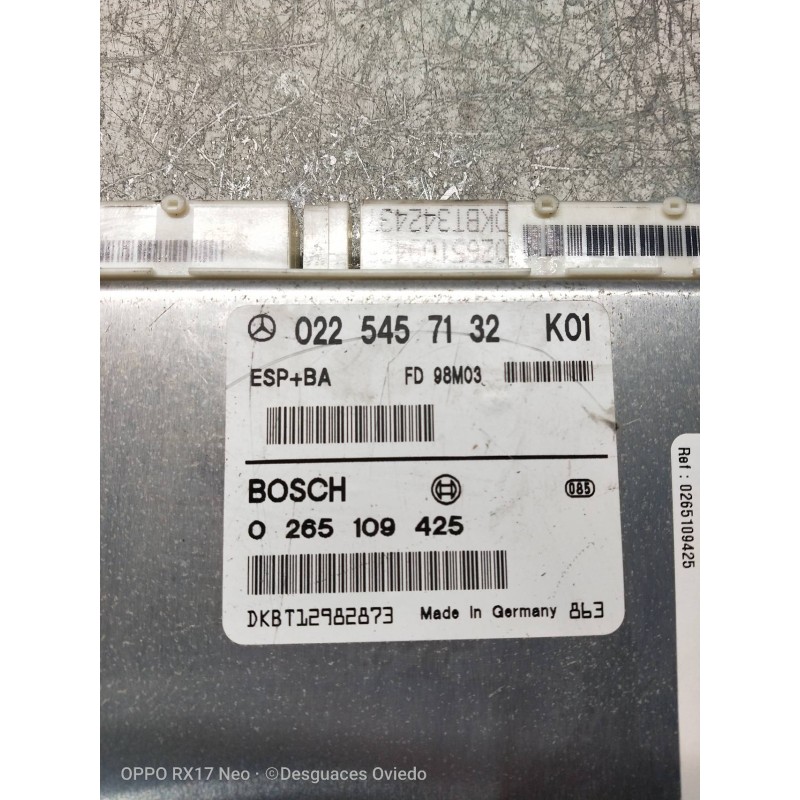 DKBT34243
022 545 71 32 K01
ESP+BA FD 98M03
BOSCH 085
0 265 109 425
DKBT12982873 Made in Germany 863
Ref : 0265109425
OPPO RX17 Neo · ©Desguaces Oviedo